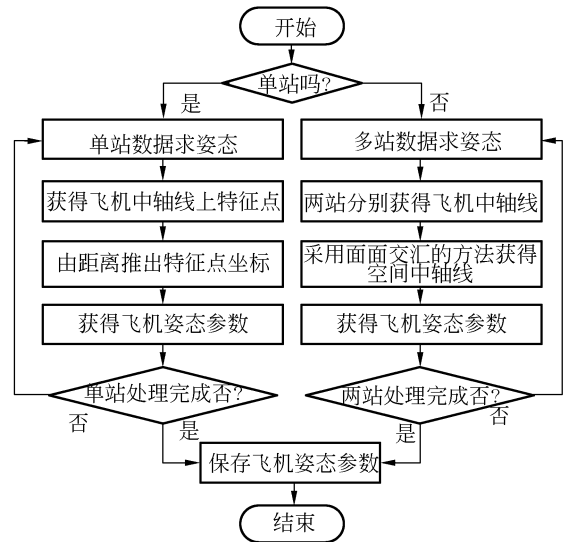 开始
单站吗?
是
否
单站数据求姿态
多站数据求姿态
获得飞机中轴线上特征点
两站分别获得飞机中轴线
由距离推出特征点坐标
采用面面交汇的方法获得
空间中轴线
获得飞机姿态参数
获得飞机姿态参数
单站处理完成否?
两站处理完成否?
否
是
是
否
保存飞机姿态参数
结束